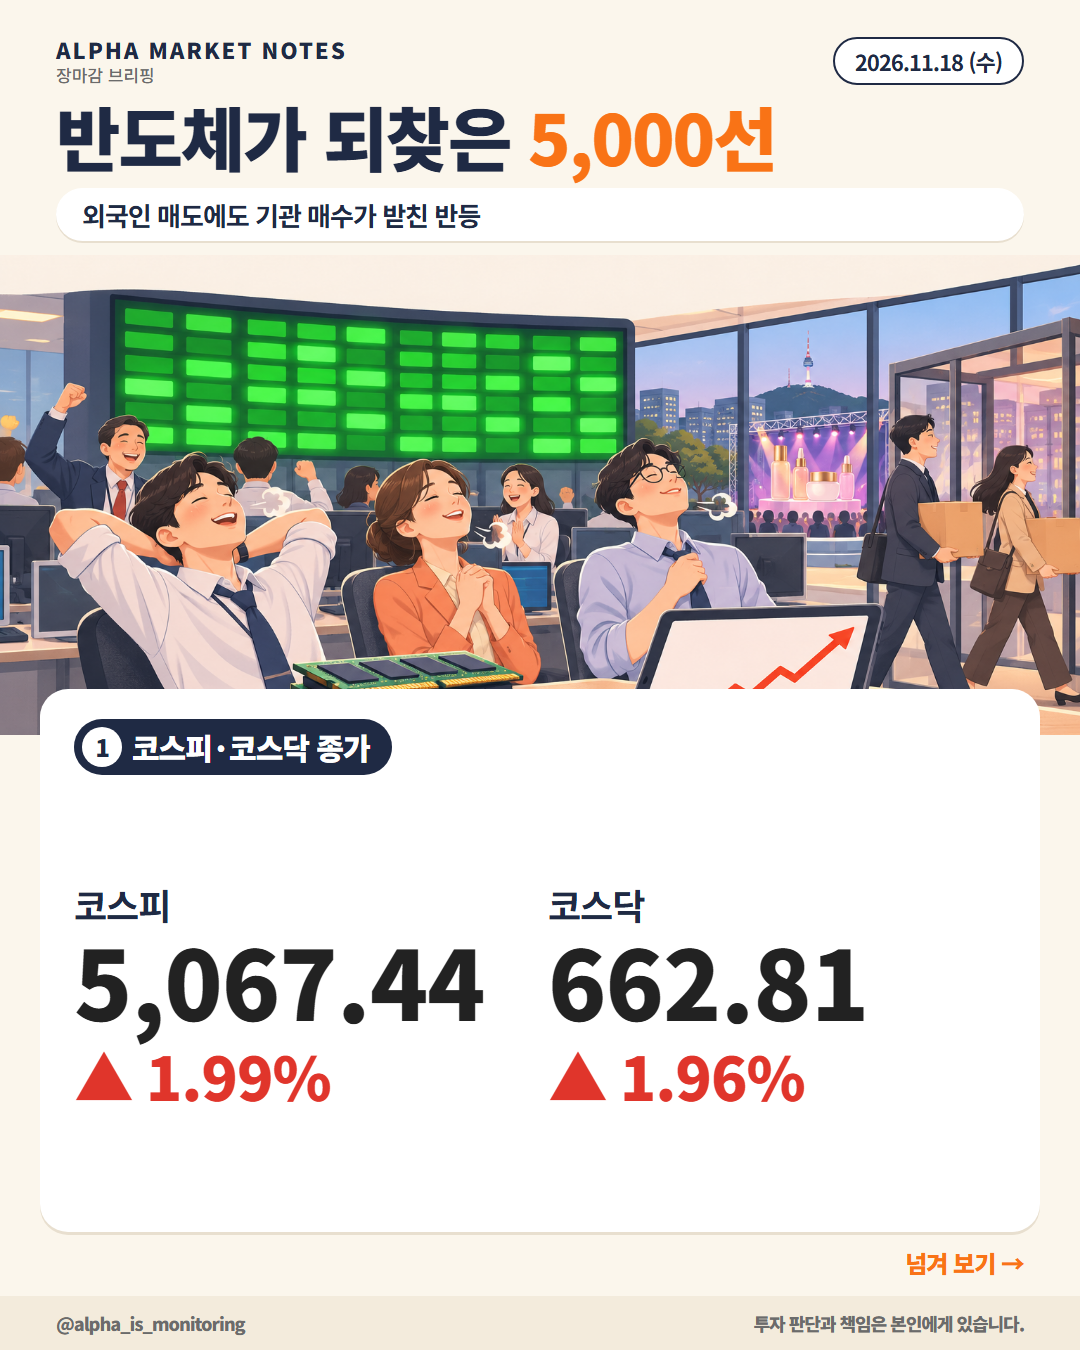 ALPHA MARKET NOTES
장마감 브리핑
2026.11.18 (수)
반도체가 되찾은 5,000선
외국인 매도에도 기관 매수가 받친 반등
1 코스피·코스닥 종가
코스피
5,067.44
▲ 1.99%
코스닥
662.81
▲ 1.96%
넘겨 보기 →
@alpha_is_monitoring
투자 판단과 책임은 본인에게 있습니다.